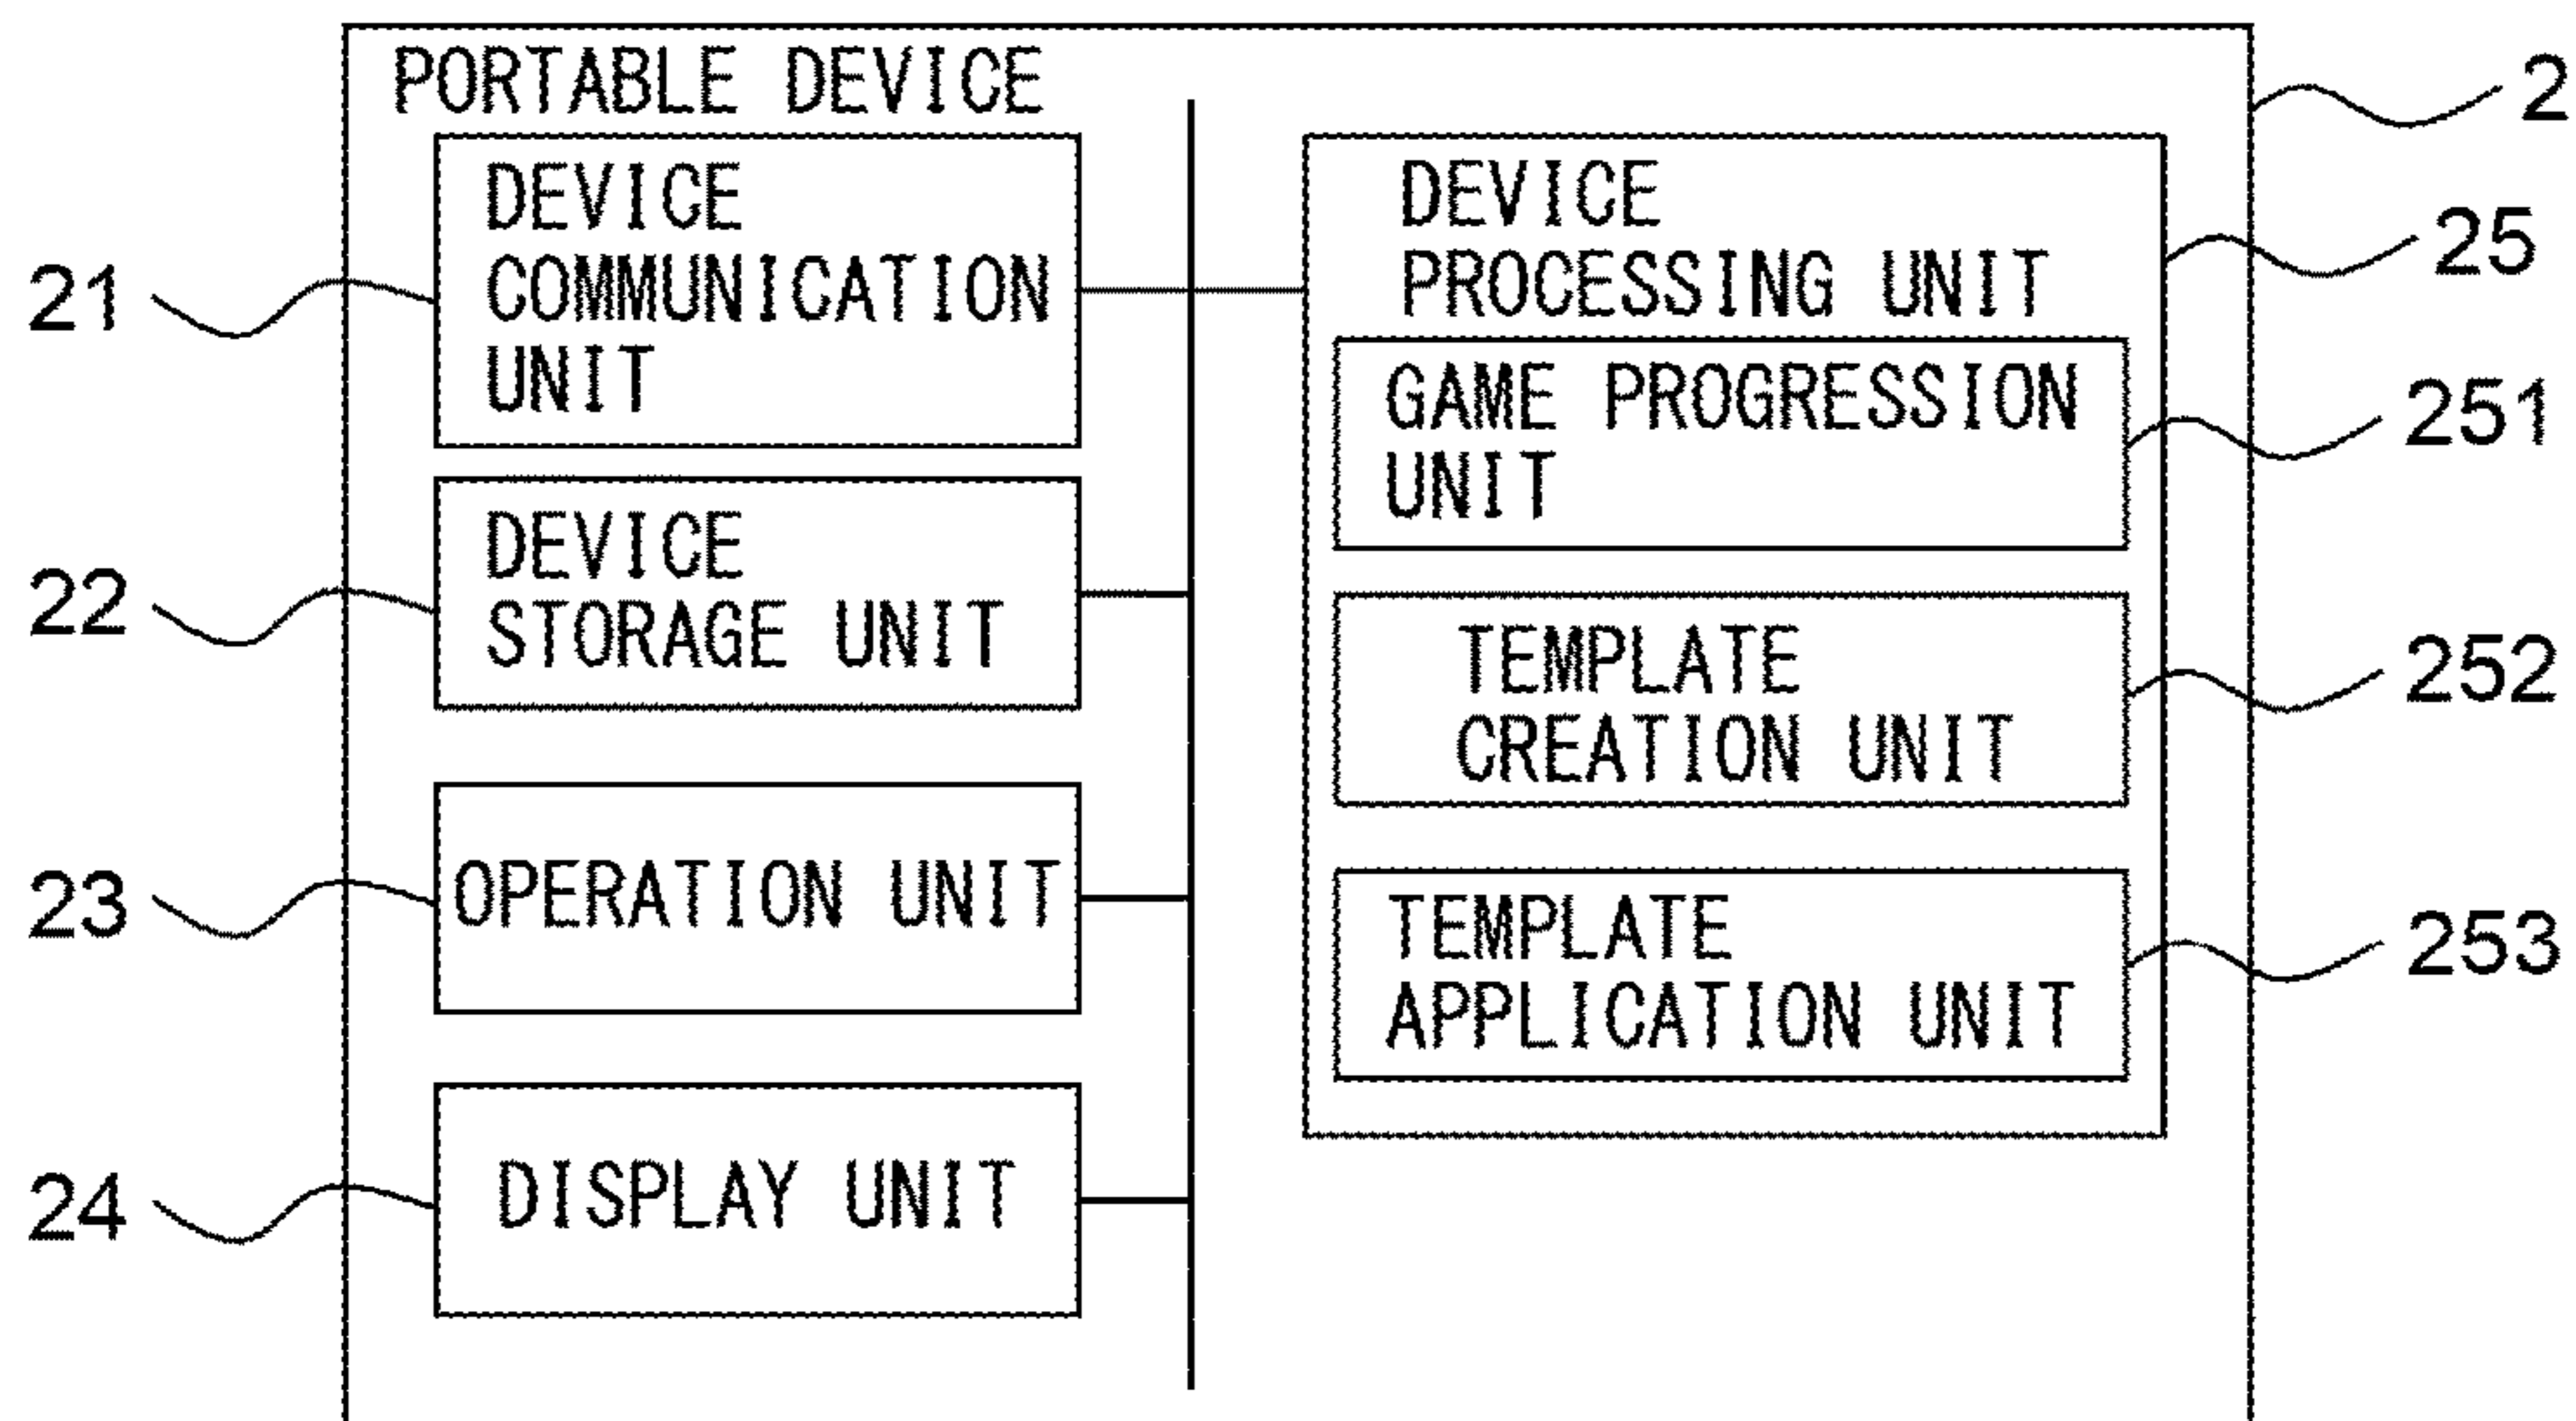 PORTABLE DEVICE
2
21
DEVICE
COMMUNICATION
UNIT
22
DEVICE
STORAGE UNIT
23
OPERATION UNIT
24
DISPLAY UNIT
DEVICE
PROCESSING UNIT
25
GAME PROGRESSION
UNIT
251
TEMPLATE
CREATION UNIT
252
TEMPLATE
APPLICATION UNIT
253